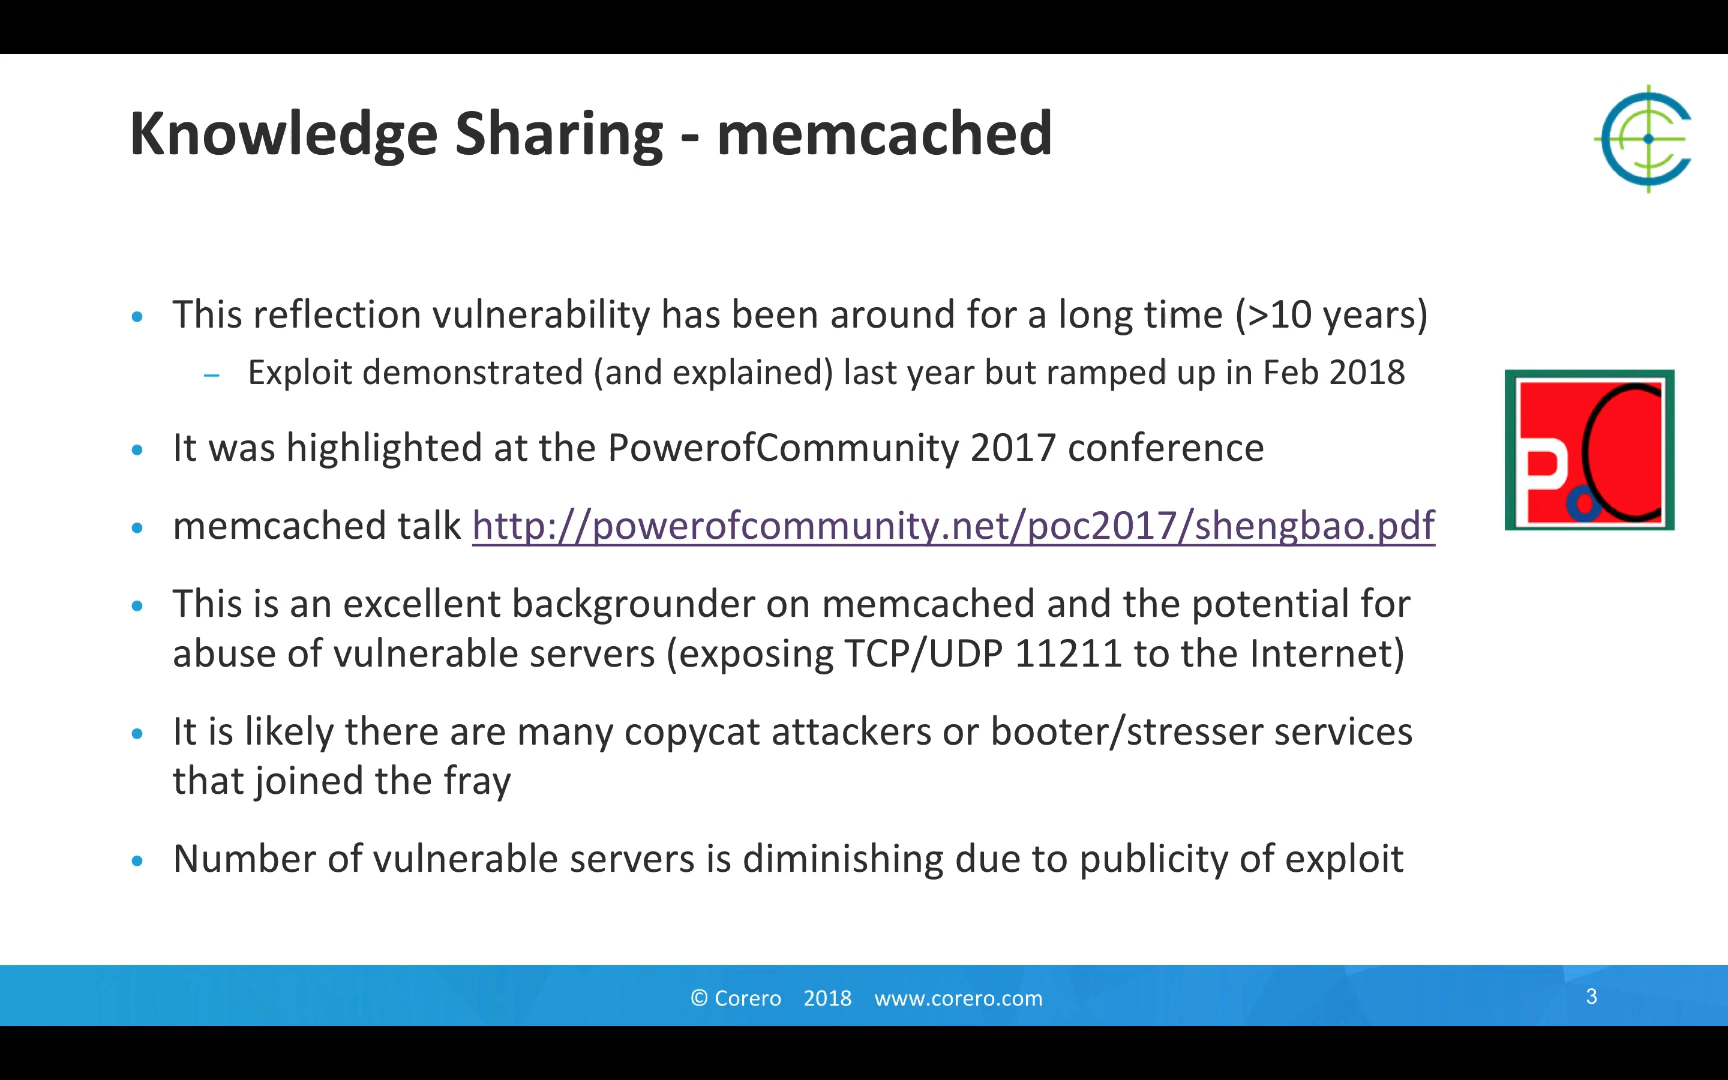 Knowledge Sharing - memcached
• This reflection vulnerability has been around for a long time (>10 years)
– Exploit demonstrated (and explained) last year but ramped up in Feb 2018
• It was highlighted at the PowerofCommunity 2017 conference
• memcached talk http://powerofcommunity.net/poc2017/shengbao.pdf
• This is an excellent backgrounder on memcached and the potential for
abuse of vulnerable servers (exposing TCP/UDP 11211 to the Internet)
• It is likely there are many copycat attackers or booter/stresser services
that joined the fray
• Number of vulnerable servers is diminishing due to publicity of exploit
PoC
© Corero 2018 www.corero.com
3